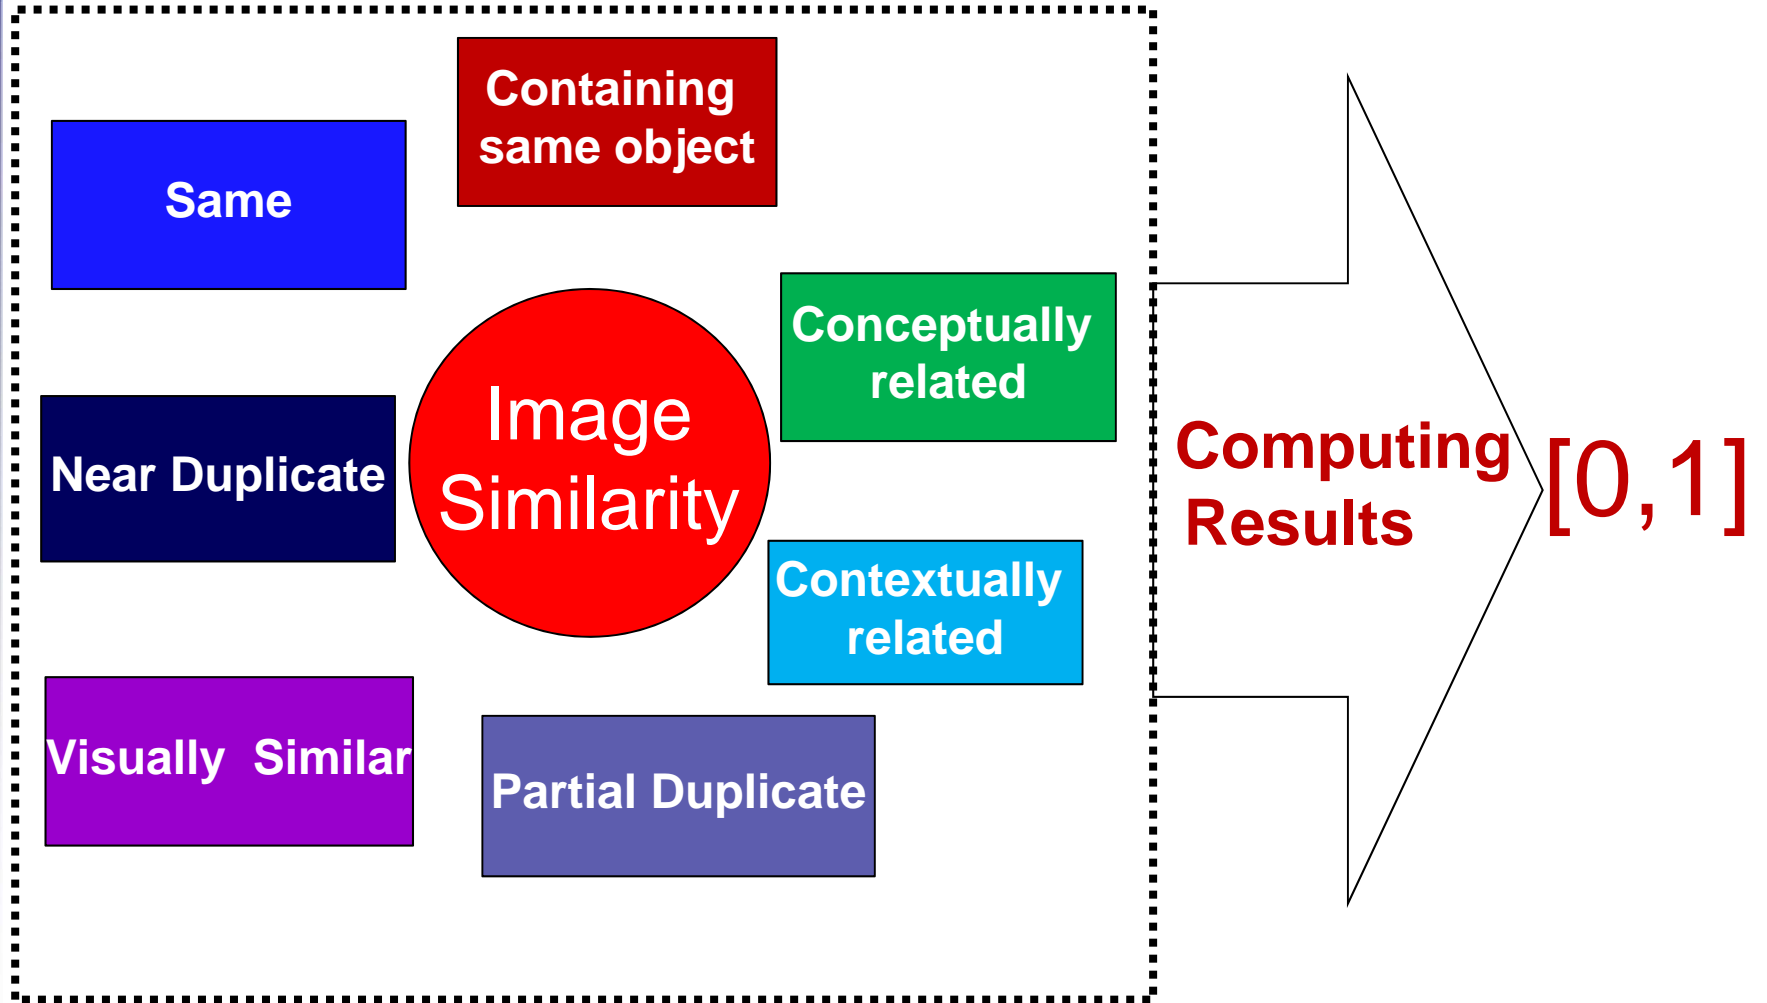 Containing
same object
Same
Conceptually
related
Image
Similarity
Near Duplicate
Contextually
related
Visually  Similar
Partial Duplicate
Computing
Results
[0,1]